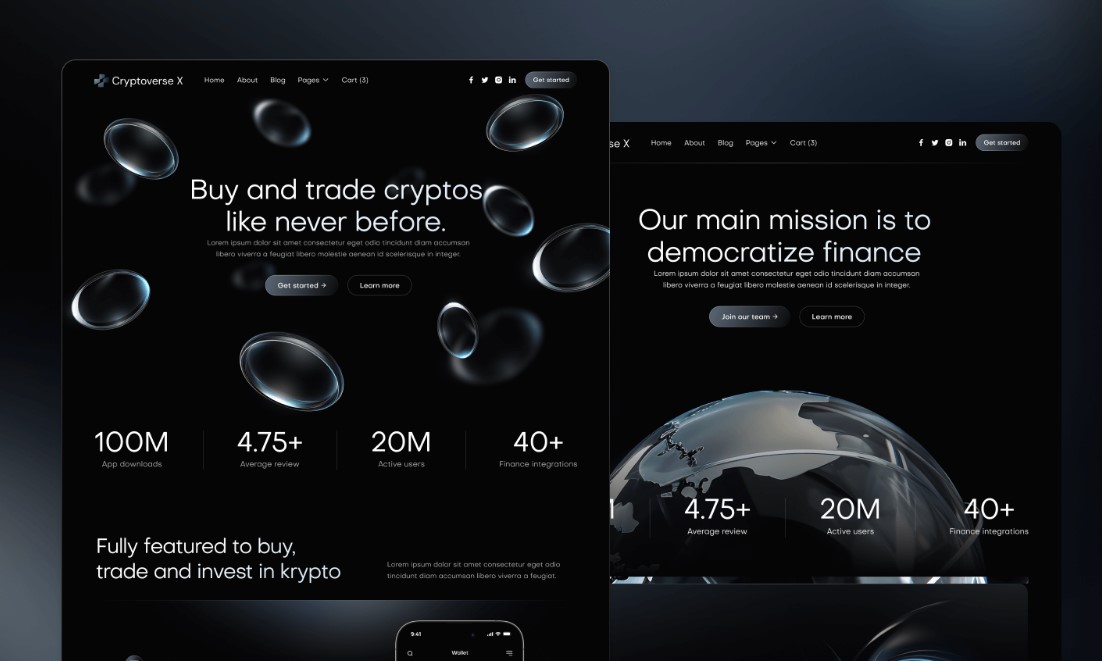 Cryptoverse X
Home About Blog Pages Cart (3)
Get started
Buy and trade cryptos
like never before.
Lorem ipsum dolor sit amet consectetur eget odio tincidunt diam accumsan
libero viverra a feugiat libero malestie aenean id scelerisque in integer.
Get started → Learn more
100M
App downloads
4.75+
Average review
20M
Active users
40+
Finance integrations
Fully featured to buy,
trade and invest in krypto
Lorem ipsum dolor sit amet consectetur eget odio
tincidunt diam accumsan libero viverra a feugiat.
9:41
Wallet
se X
Home About Blog Pages Cart (3)
Get started
Our main mission is to
democratize finance
Lorem ipsum dolor sit amet consectetur eget odio tincidunt diam accumsan
libero viverra a feugiat libero molestie aenean id scelerisque in integer.
Join our team → Learn more
4.75+
Average review
20M
Active users
40+
Finance integrations